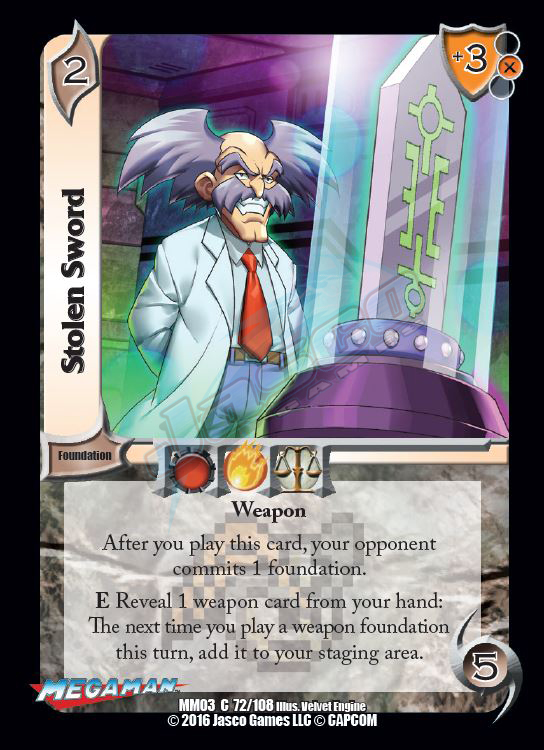 2
+3
X
Stolen Sword
Foundation
Weapon
After you play this card, your opponent
commits 1 foundation.
E Reveal 1 weapon card from your hand:
The next time you play a weapon foundation
this turn, add it to your staging area.
5
MEGAMAN™
MM03 C 72/108 Illus. Velvet Engine
© 2016 Jasco Games LLC © CAPCOM